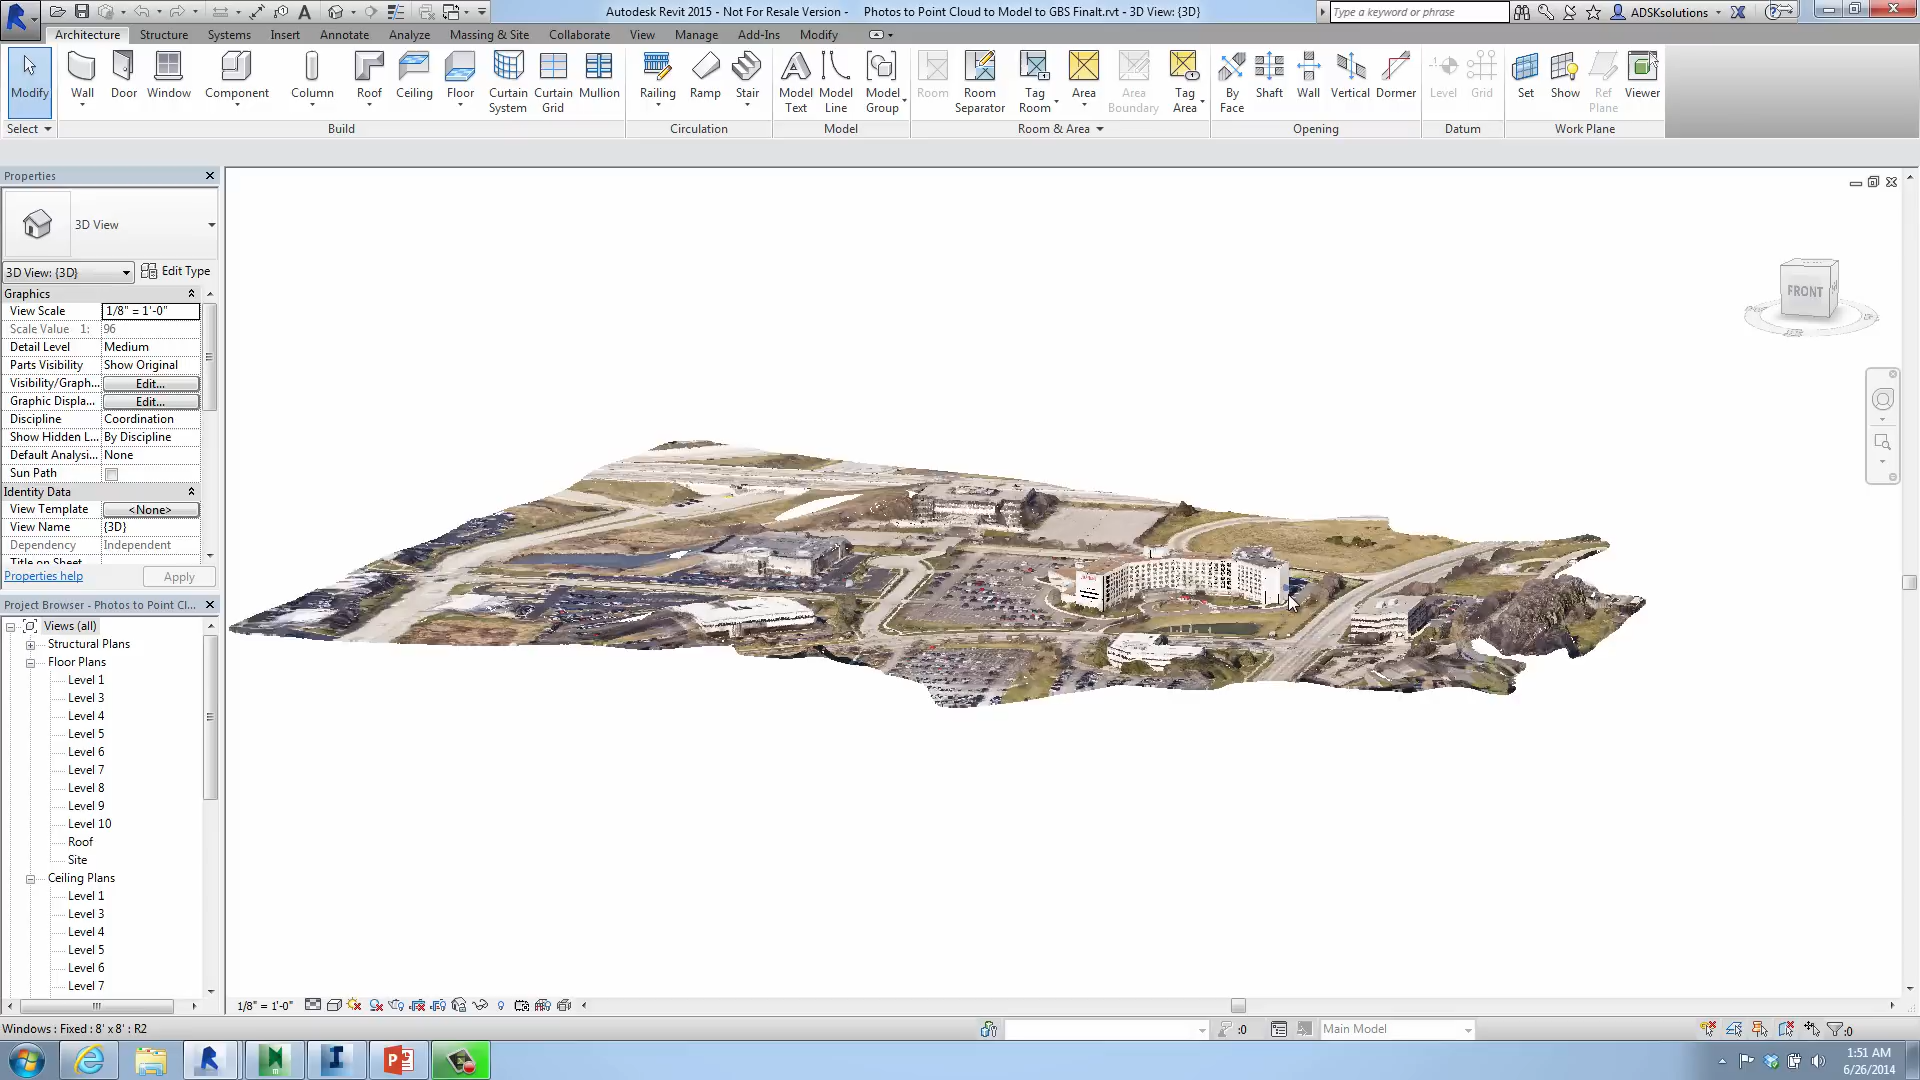 Autodesk Revit 2015 - Not For Resale Version - Photos to Point Cloud to Model to GBS Finalt.rvt - 3D View: {3D}
Type a keyword or phrase
ADSKsolutions
Architecture Structure Systems Insert Annotate Analyze Massing & Site Collaborate View Manage Add-Ins Modify
Modify
Wall
Door
Window
Component
Column
Roof
Ceiling
Floor
Curtain System
Curtain Grid
Mullion
Railing
Ramp
Stair
Model Text
Model Line
Model Group
Room
Room Separator
Tag Room
Area
Area Boundary
Tag Area
By Face
Shaft
Wall
Vertical
Dormer
Level
Grid
Set
Show
Ref Plane
Viewer
Select
Build
Circulation
Model
Room & Area
Opening
Datum
Work Plane
Properties
3D View
3D View: {3D}
Edit Type
Graphics
View Scale 1/8" = 1'-0"
Scale Value 1: 96
Detail Level Medium
Parts Visibility Show Original
Visibility/Graph... Edit...
Graphic Displa... Edit...
Discipline Coordination
Show Hidden L... By Discipline
Default Analysi... None
Sun Path
Identity Data
View Template <None>
View Name {3D}
Dependency Independent
Title on Sheet
Properties help
Apply
Project Browser - Photos to Point Cl...
Views (all)
Structural Plans
Floor Plans
Level 1
Level 3
Level 4
Level 5
Level 6
Level 7
Level 8
Level 9
Level 10
Roof
Site
Ceiling Plans
Level 1
Level 3
Level 4
Level 5
Level 6
Level 7
FRONT
1/8" = 1'-0"
Windows : Fixed : 8' x 8' : R2
:0
Main Model
:0
1:51 AM
6/26/2014